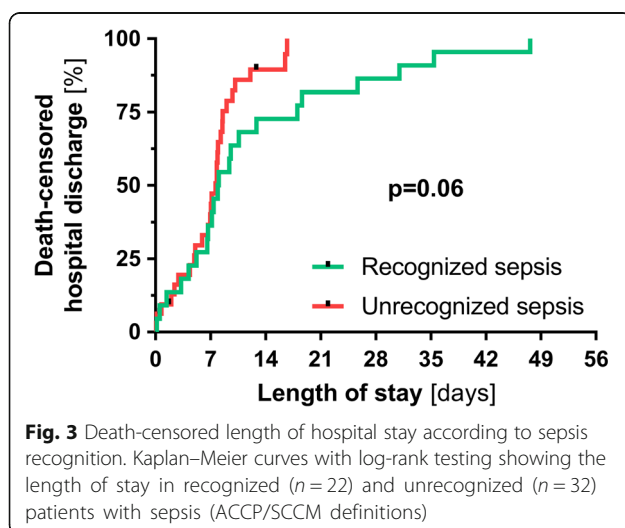 100
75
50
25
0
Death-censored
hospital discharge [%]
p=0.06
Recognized sepsis
Unrecognized sepsis
0 7 14 21 28 35 42 49 56
Length of stay [days]
Fig. 3 Death-censored length of hospital stay according to sepsis
recognition. Kaplan–Meier curves with log-rank testing showing the
length of stay in recognized (n = 22) and unrecognized (n = 32)
patients with sepsis (ACCP/SCCM definitions)